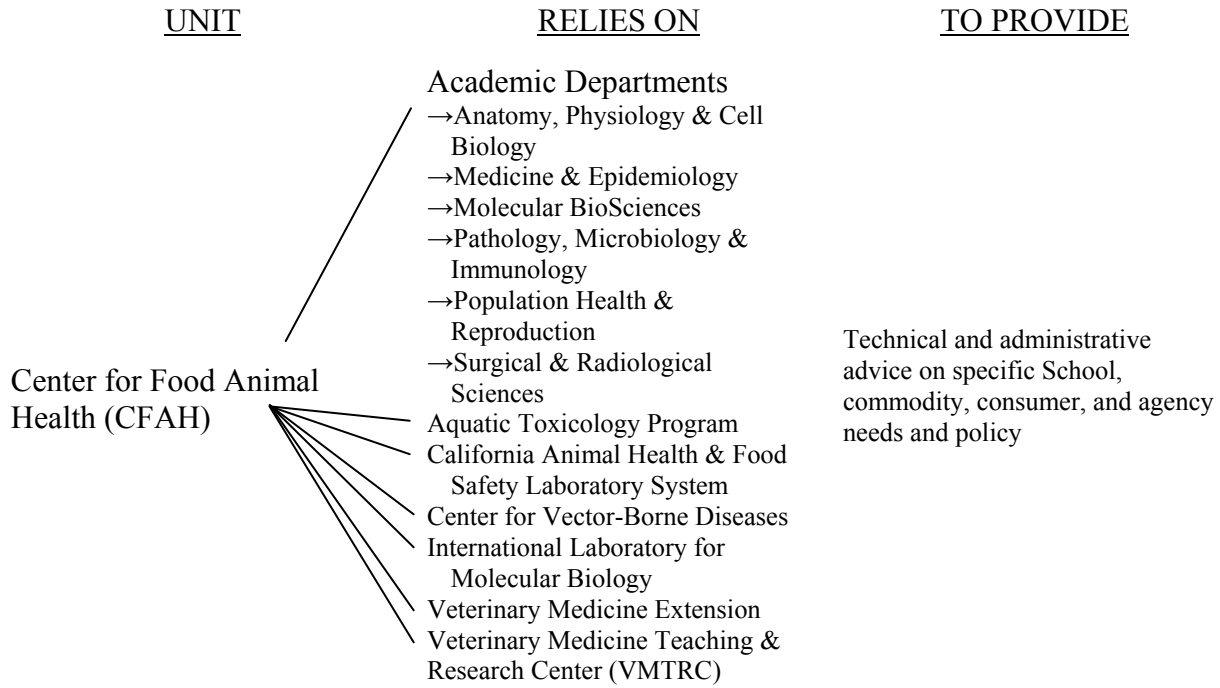 UNIT RELIES ON TO PROVIDE
Academic Departments
→Anatomy, Physiology & Cell
Biology
→Medicine & Epidemiology
→Molecular BioSciences
→Pathology, Microbiology &
Immunology
→Population Health &
Reproduction
→Surgical & Radiological
Sciences
Aquatic Toxicology Program
California Animal Health & Food
Safety Laboratory System
Center for Vector-Borne Diseases
International Laboratory for
Molecular Biology
Veterinary Medicine Extension
Veterinary Medicine Teaching &
Research Center (VMTRC)
Center for Food Animal
Health (CFAH)
Technical and administrative
advice on specific School,
commodity, consumer, and agency
needs and policy